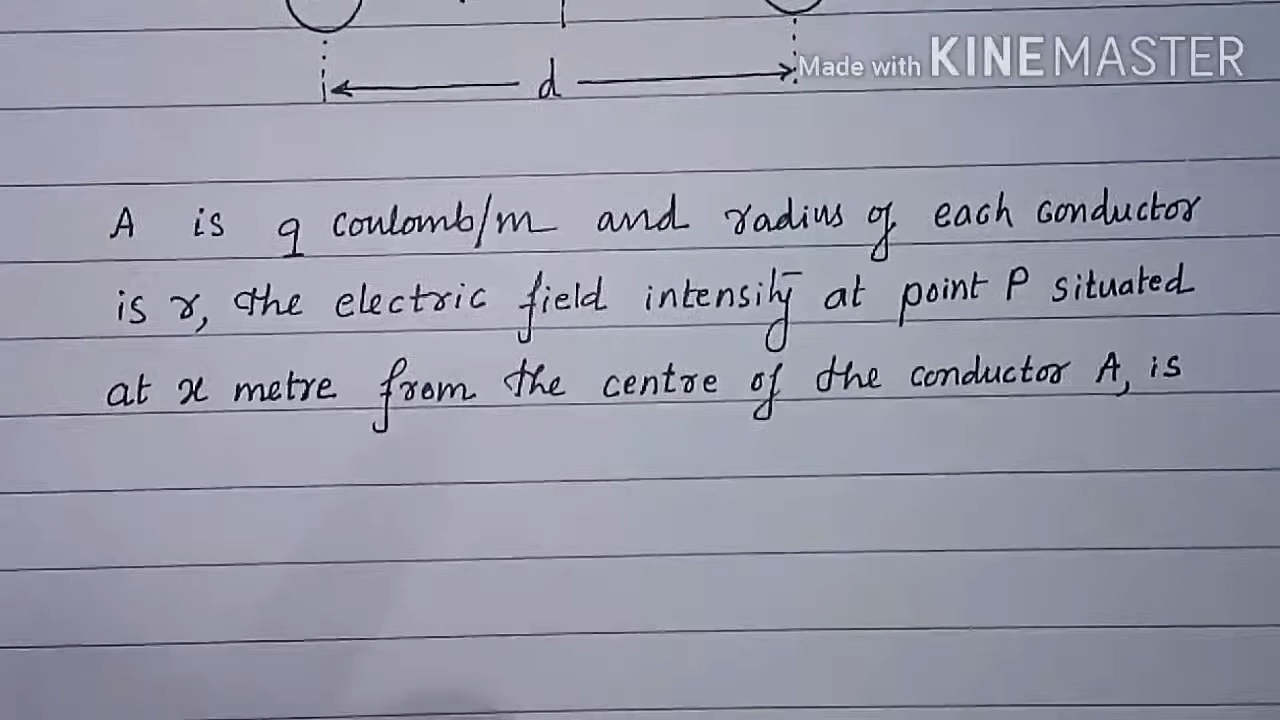 Made with KINEMASTER
d
A is q coulomb/m and radius of each conductor
is r, the electric field intensity at point P situated
at x metre from the centre of the conductor A, is